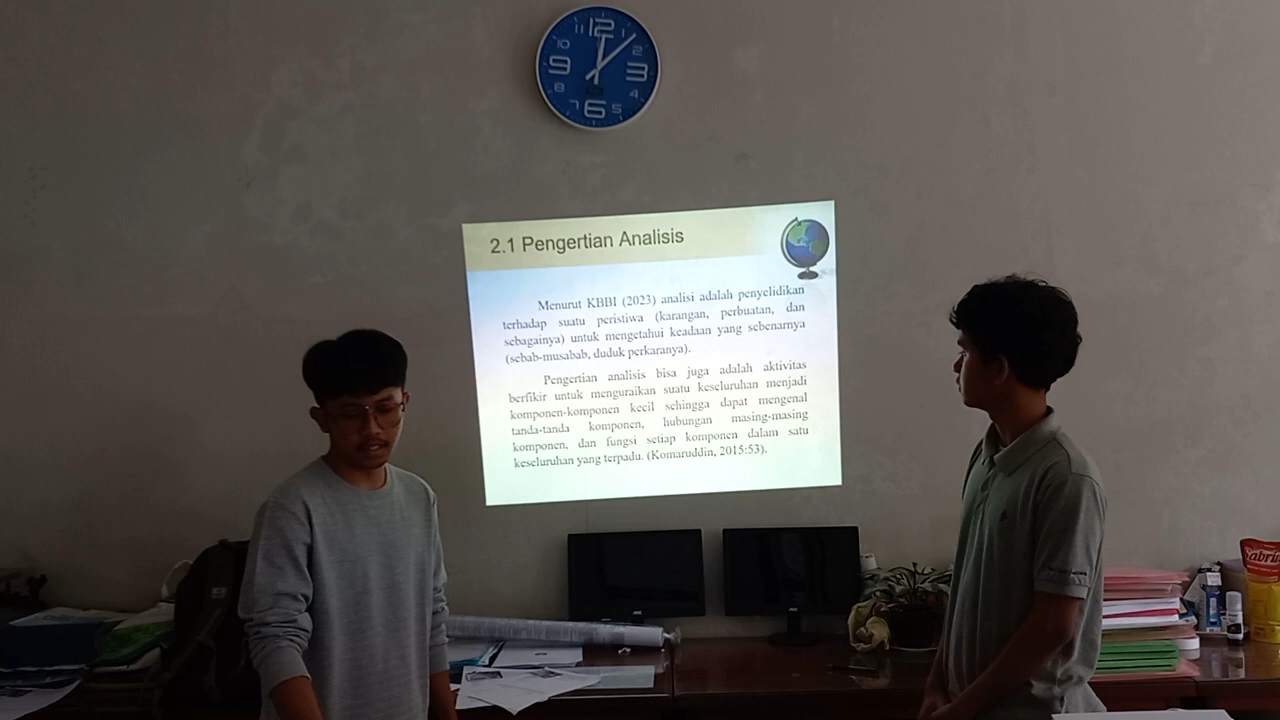 12
1
2
3
4
5
6
7
8
9
10
11
2.1 Pengertian Analisis
Menurut KBBI (2023) analisi adalah penyelidikan
terhadap suatu peristiwa (karangan, perbuatan, dan
sebagainya) untuk mengetahui keadaan yang sebenarnya
(sebab-musabab, duduk perkaranya).
Pengertian analisis bisa juga adalah aktivitas
berfikir untuk menguraikan suatu keseluruhan menjadi
komponen-komponen kecil sehingga dapat mengenal
tanda-tanda komponen, hubungan masing-masing
komponen, dan fungsi setiap komponen dalam satu
keseluruhan yang terpadu. (Komaruddin, 2015:53).